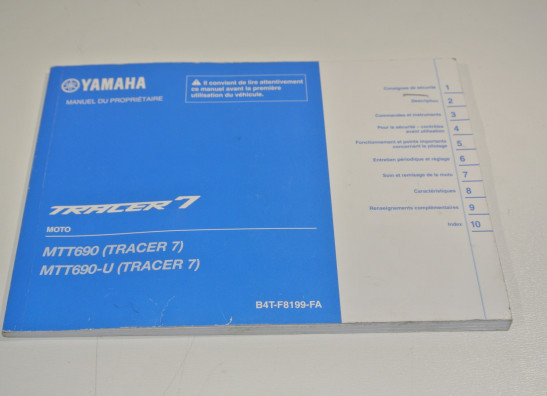 YAMAHA
MANUEL DU PROPRIÉTAIRE
Il convient de lire attentivement
ce manuel avant la première
utilisation du véhicule.
TRACER 7
MOTO
MTT690 (TRACER 7)
MTT690-U (TRACER 7)
B4T-F8199-FA
Consignes de sécurité 1
Description 2
Commandes et instruments 3
Pour la sécurité – contrôles
avant utilisation 4
Fonctionnement et points importants
concernant le pilotage 5
Entretien périodique et réglage 6
Soin et remisage de la moto 7
Caractéristiques 8
Renseignements complémentaires 9
Index 10